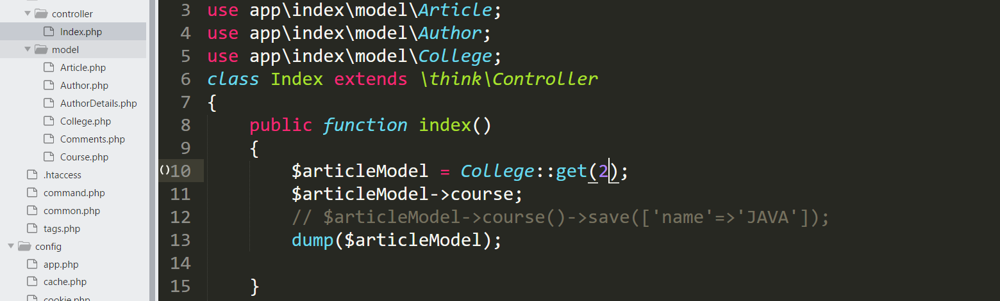 controller
Index.php
model
Article.php
Author.php
AuthorDetails.php
College.php
Comments.php
Course.php
.htaccess
command.php
common.php
tags.php
config
app.php
cache.php
cookie.php
3 use app\index\model\Article;
4 use app\index\model\Author;
5 use app\index\model\College;
6 class Index extends \think\Controller
7 {
8     public function index()
9     {
()10         $articleModel = College::get(2);
11         $articleModel->course;
12         // $articleModel->course()->save(['name'=>'JAVA']);
13         dump($articleModel);
14
15     }